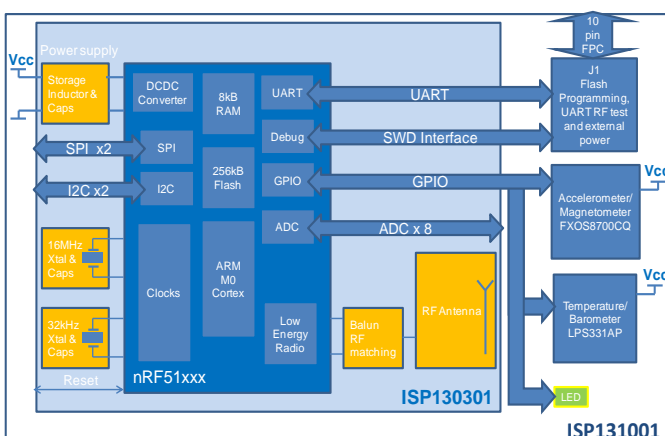 10
pin
FPC
Power supply
Vcc
Storage
Inductor &
Caps
DCDC
Converter
8kB
RAM
UART
UART
J1
Flash
Programming,
UART RF test
and external
power
Debug
SWD Interface
SPI x2
SPI
256kB
Flash
GPIO
GPIO
Vcc
I2C x2
I2C
Accelerometer/
Magnetometer
FXOS8700CQ
ADC
ADC x 8
16MHz
Xtal &
Caps
Clocks
ARM
M0
Cortex
Vcc
Temperature/
Barometer
LPS331AP
32kHz
Xtal &
Caps
Low
Energy
Radio
Balun
RF
matching
RF Antenna
Reset
nRF51xxx
ISP130301
LED
ISP131001